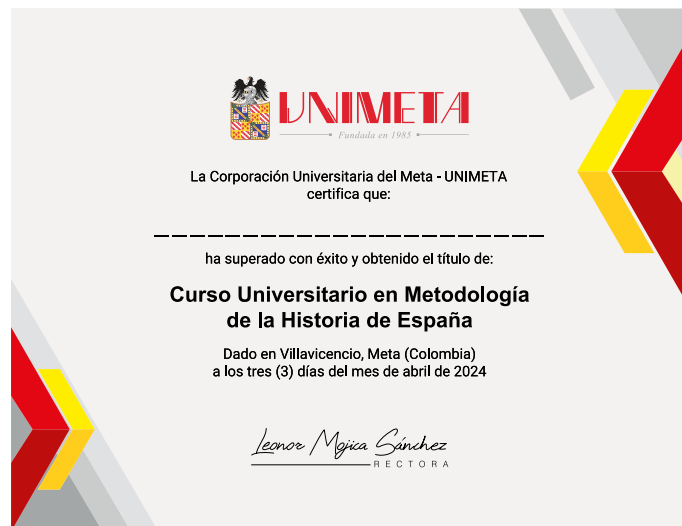 UNIMETA
Fundada en 1985
La Corporación Universitaria del Meta - UNIMETA
certifica que:
ha superado con éxito y obtenido el título de:
Curso Universitario en Metodología
de la Historia de España
Dado en Villavicencio, Meta (Colombia)
a los tres (3) días del mes de abril de 2024
Leonor Mojica Sánchez
RECTORA